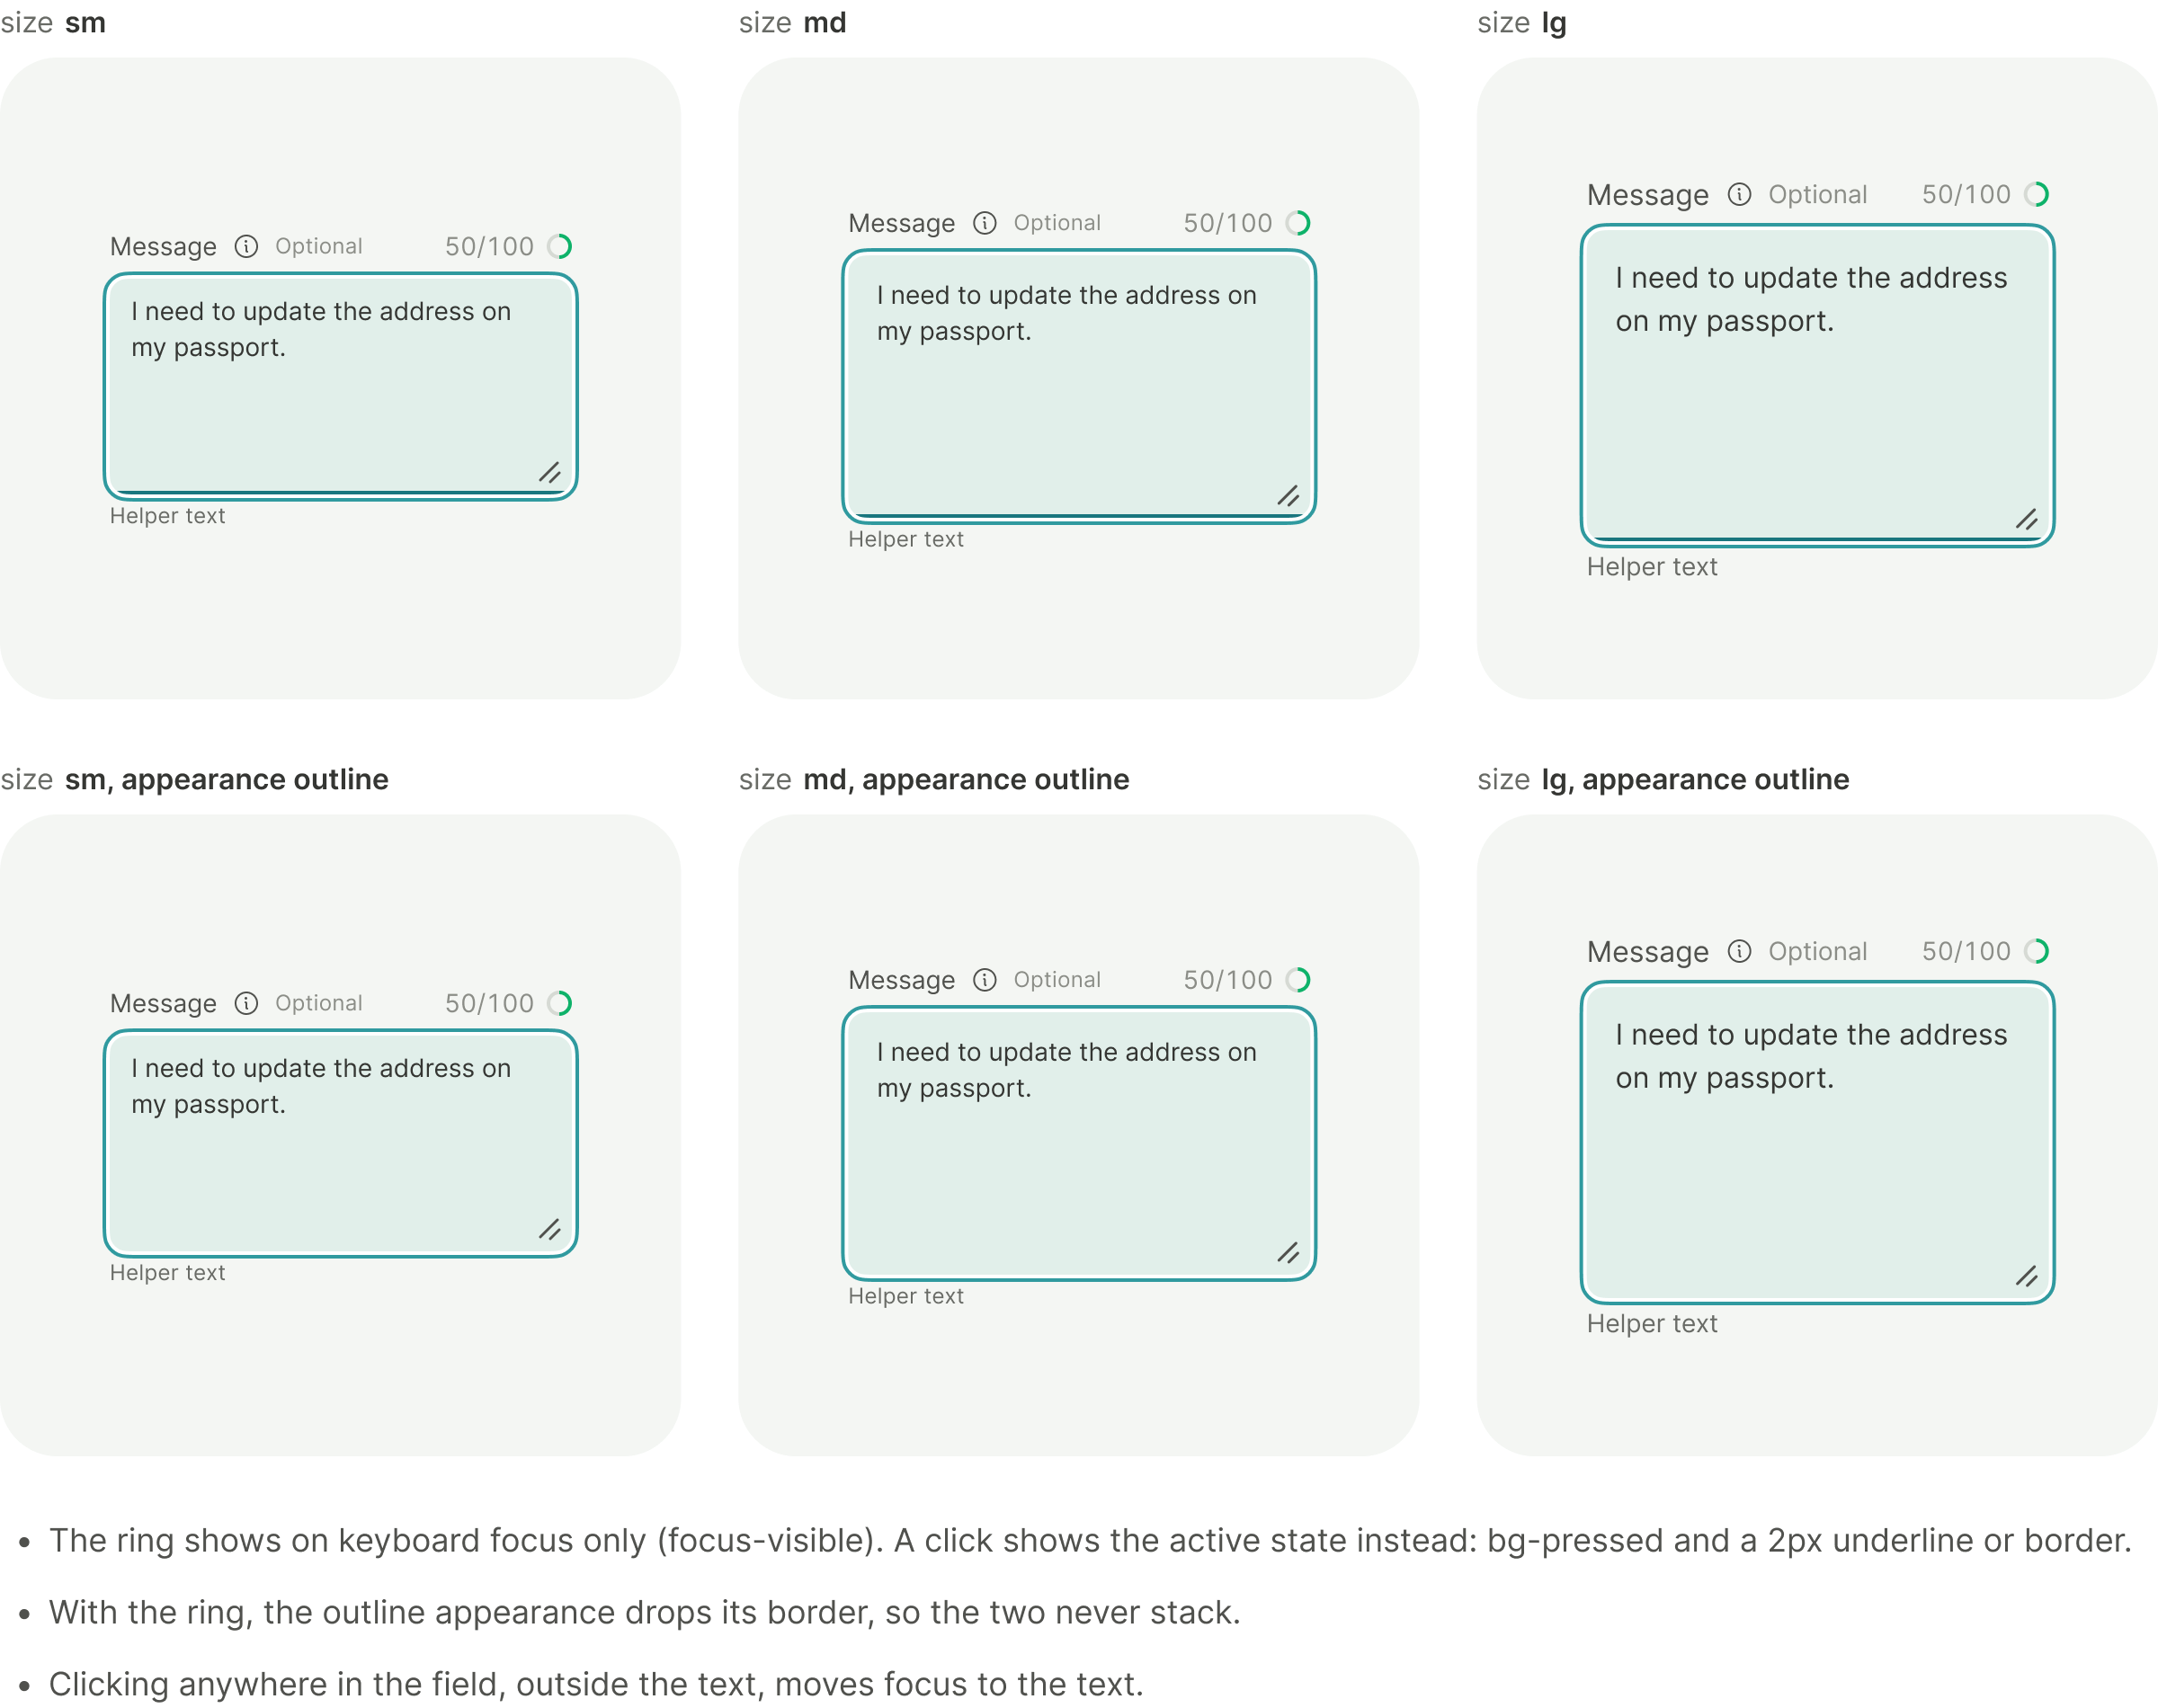 size sm
Message Optional 50/100
I need to update the address on
my passport.
Helper text
size md
Message Optional 50/100
I need to update the address on
my passport.
Helper text
size lg
Message Optional 50/100
I need to update the address
on my passport.
Helper text
size sm, appearance outline
Message Optional 50/100
I need to update the address on
my passport.
Helper text
size md, appearance outline
Message Optional 50/100
I need to update the address on
my passport.
Helper text
size lg, appearance outline
Message Optional 50/100
I need to update the address
on my passport.
Helper text
• The ring shows on keyboard focus only (focus-visible). A click shows the active state instead: bg-pressed and a 2px underline or border.
• With the ring, the outline appearance drops its border, so the two never stack.
• Clicking anywhere in the field, outside the text, moves focus to the text.